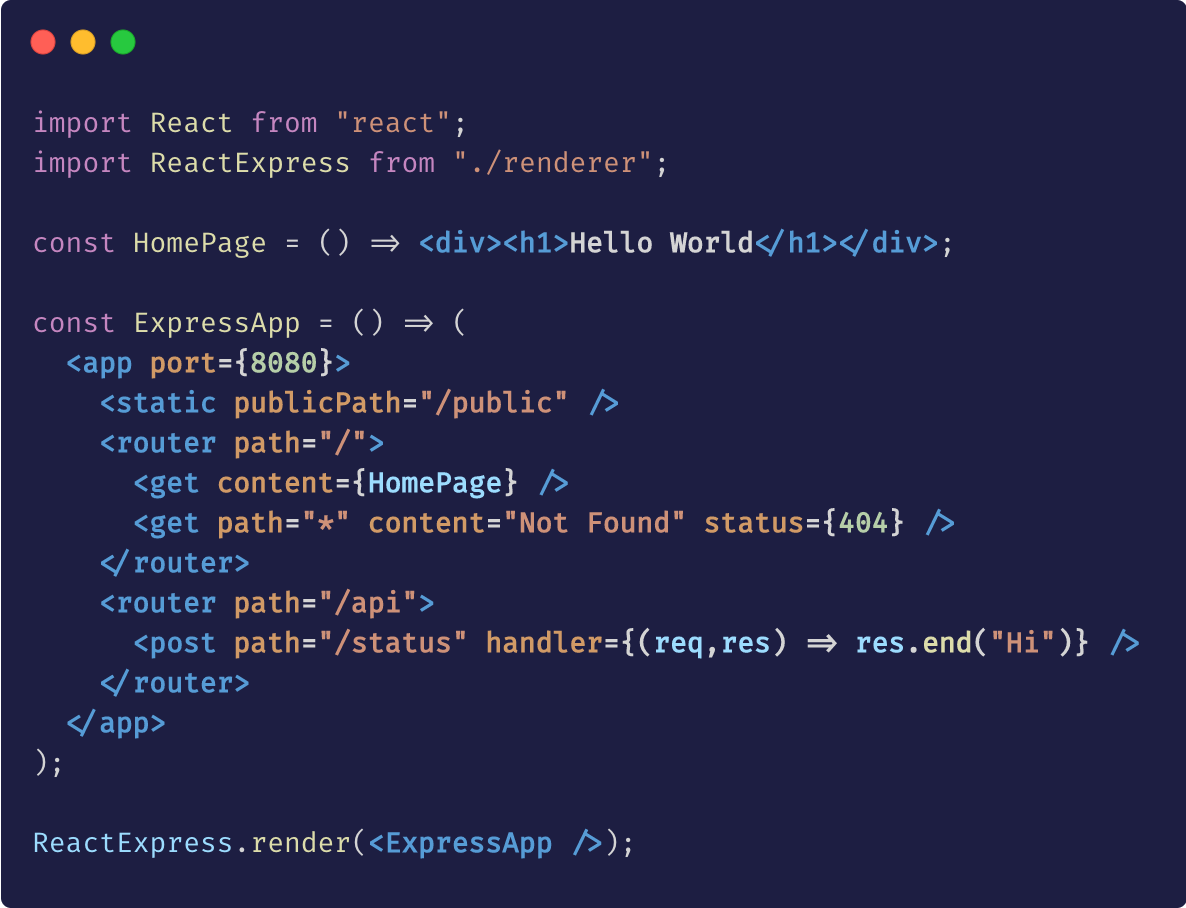 import React from "react";
import ReactExpress from "./renderer";

const HomePage = () => <div><h1>Hello World</h1></div>;

const ExpressApp = () => (
  <app port={8080}>
    <static publicPath="/public" />
    <router path="/">
      <get content={HomePage} />
      <get path="*" content="Not Found" status={404} />
    </router>
    <router path="/api">
      <post path="/status" handler={(req,res) => res.end("Hi")} />
    </router>
  </app>
);

ReactExpress.render(<ExpressApp />);